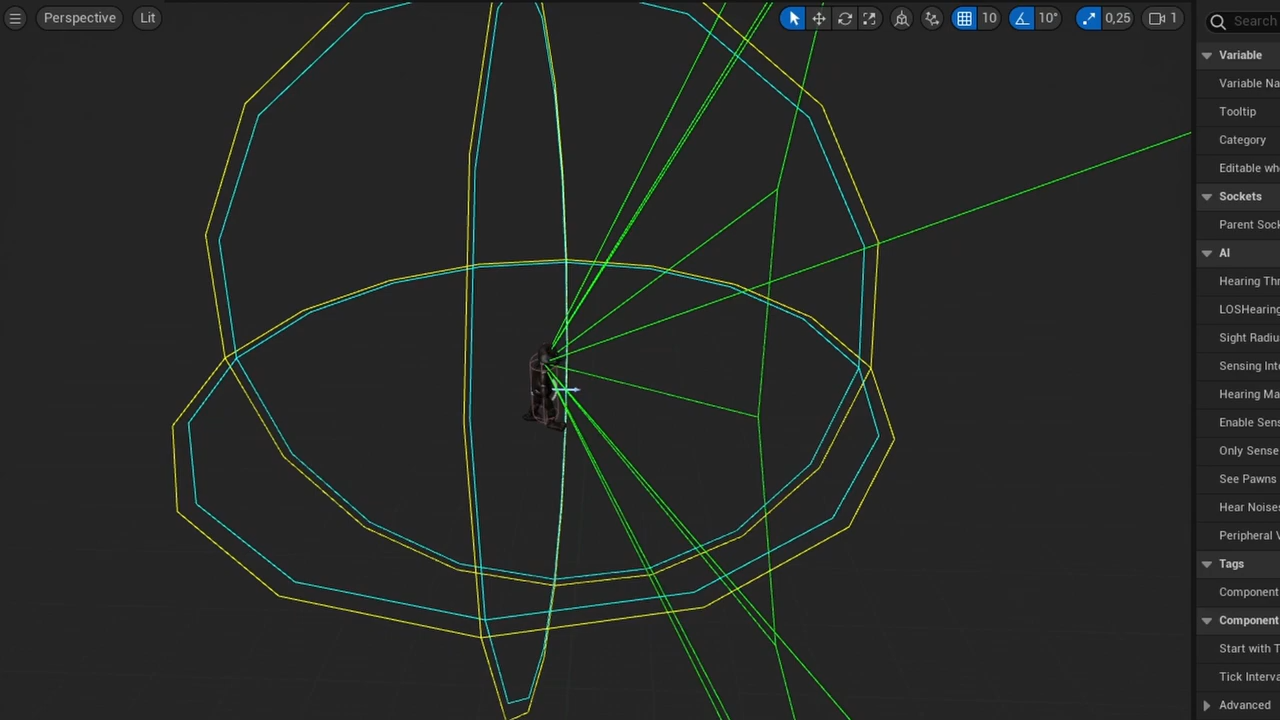 Perspective
Lit
10
10°
0,25
1
Search
Variable
Variable Na
Tooltip
Category
Editable wh
Sockets
Parent Sock
AI
Hearing Thr
LOSHearing
Sight Radiu
Sensing Inte
Hearing Ma
Enable Sens
Only Sense
See Pawns
Hear Noises
Peripheral V
Tags
Component
Component
Start with T
Tick Interva
Advanced